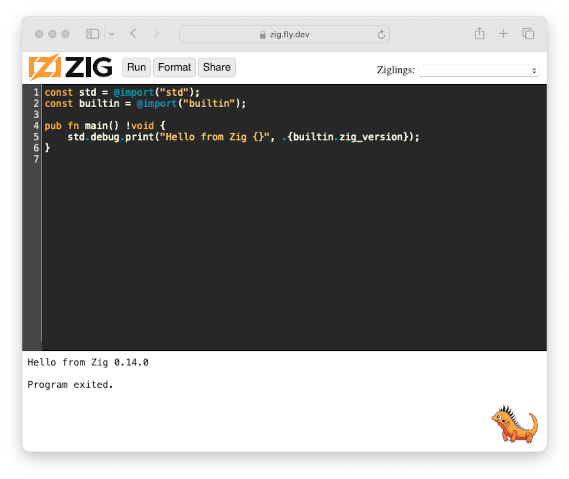 zig.fly.dev
ZIG Run Format Share Ziglings:
1 const std = @import("std");
2 const builtin = @import("builtin");
3
4 pub fn main() !void {
5     std.debug.print("Hello from Zig {}", .{builtin.zig_version});
6 }
7
Hello from Zig 0.14.0
Program exited.